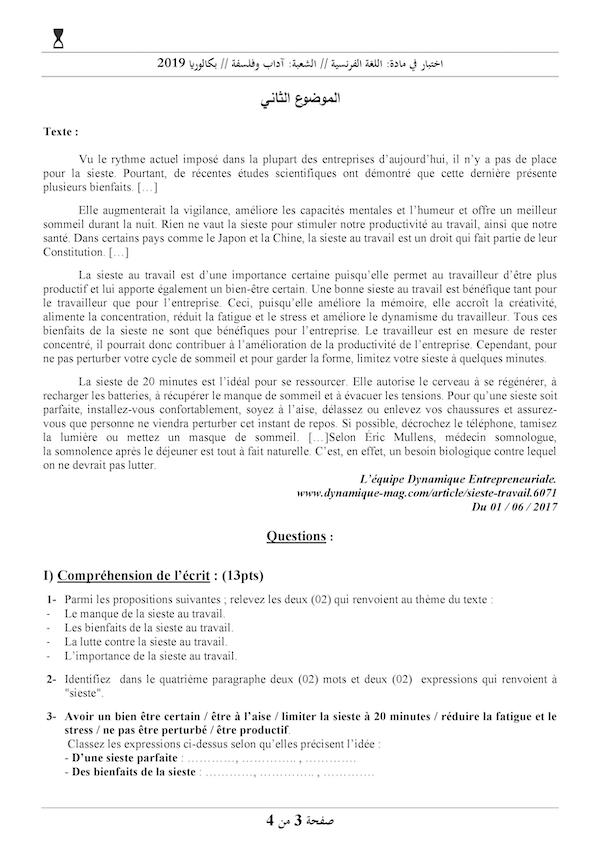 اختبار في مادة: اللغة الفرنسية // الشعبة: آداب وفلسفة // بكالوريا 2019
الموضوع الثاني
Texte :
Vu le rythme actuel imposé dans la plupart des entreprises d’aujourd’hui, il n’y a pas de place
pour la sieste. Pourtant, de récentes études scientifiques ont démontré que cette dernière présente
plusieurs bienfaits. […]
Elle augmenterait la vigilance, améliore les capacités mentales et l’humeur et offre un meilleur
sommeil durant la nuit. Rien ne vaut la sieste pour stimuler notre productivité au travail, ainsi que notre
santé. Dans certains pays comme le Japon et la Chine, la sieste au travail est un droit qui fait partie de leur
Constitution. […]
La sieste au travail est d’une importance certaine puisqu’elle permet au travailleur d’être plus
productif et lui apporte également un bien-être certain. Une bonne sieste au travail est bénéfique tant pour
le travailleur que pour l’entreprise. Ceci, puisqu’elle améliore la mémoire, elle accroît la créativité,
alimente la concentration, réduit la fatigue et le stress et améliore le dynamisme du travailleur. Tous ces
bienfaits de la sieste ne sont que bénéfiques pour l’entreprise. Le travailleur est en mesure de rester
concentré, il pourrait donc contribuer à l’amélioration de la productivité de l’entreprise. Cependant, pour
ne pas perturber votre cycle de sommeil et pour garder la forme, limitez votre sieste à quelques minutes.
La sieste de 20 minutes est l’idéal pour se ressourcer. Elle autorise le cerveau à se régénérer, à
recharger les batteries, à récupérer le manque de sommeil et à évacuer les tensions. Pour qu’une sieste soit
parfaite, installez-vous confortablement, soyez à l’aise, délassez ou enlevez vos chaussures et assurez-
vous que personne ne viendra perturber cet instant de repos. Si possible, décrochez le téléphone, tamisez
la lumière ou mettez un masque de sommeil. […]Selon Éric Mullens, médecin somnologue,
la somnolence après le déjeuner est tout à fait naturelle. C’est, en effet, un besoin biologique contre lequel
on ne devrait pas lutter.
L’équipe Dynamique Entrepreneuriale.
www.dynamique-mag.com/article/sieste-travail.6071
Du 01 / 06 / 2017
Questions :
I) Compréhension de l’écrit : (13pts)
1- Parmi les propositions suivantes ; relevez les deux (02) qui renvoient au thème du texte :
- Le manque de la sieste au travail.
- Les bienfaits de la sieste au travail.
- La lutte contre la sieste au travail.
- L’importance de la sieste au travail.
2- Identifiez dans le quatrième paragraphe deux (02) mots et deux (02) expressions qui renvoient à
"sieste".
3- Avoir un bien être certain / être à l’aise / limiter la sieste à 20 minutes / réduire la fatigue et le
stress / ne pas être perturbé / être productif.
Classez les expressions ci-dessus selon qu’elles précisent l’idée :
- D’une sieste parfaite : …………, ………….. , ………….
- Des bienfaits de la sieste : …………, ………….. , ………….
صفحة 3 من 4